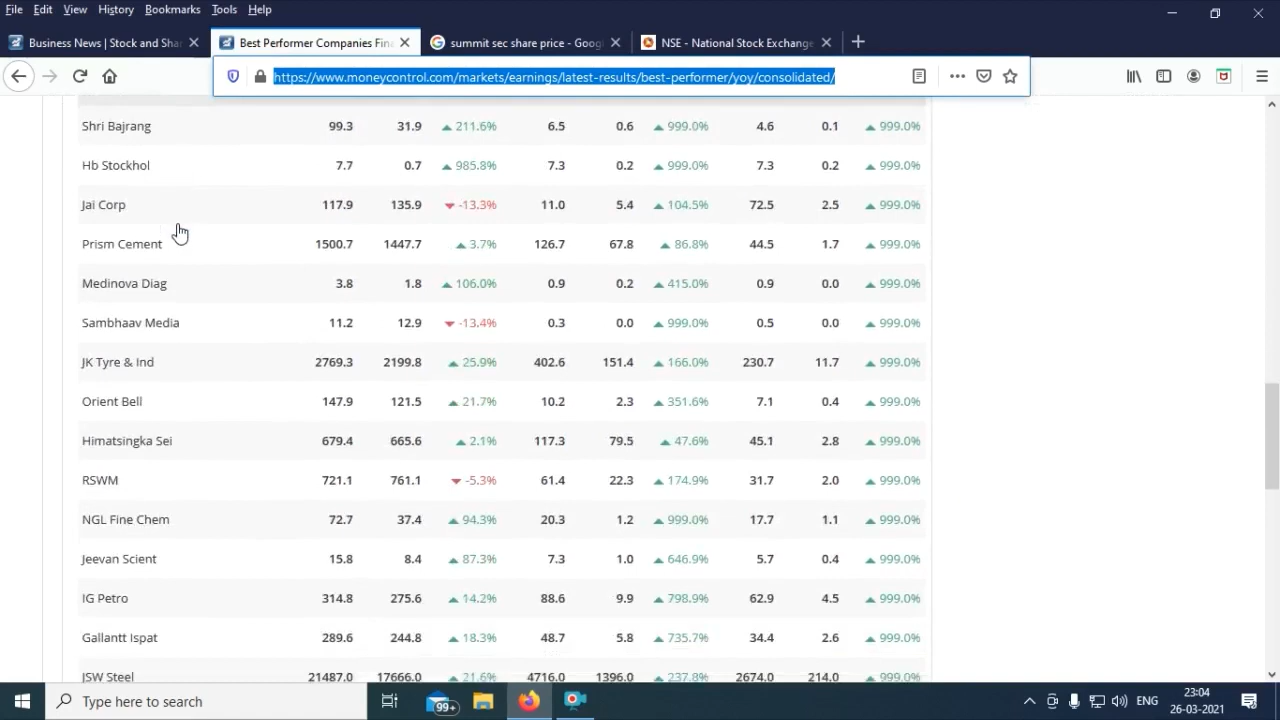 File Edit View History Bookmarks Tools Help
Business News | Stock and Sha
Best Performer Companies Fina
summit sec share price - Goog
NSE - National Stock Exchange
https://www.moneycontrol.com/markets/earnings/latest-results/best-performer/yoy/consolidated/
Shri Bajrang 99.3 31.9 211.6% 6.5 0.6 999.0% 4.6 0.1 999.0%
Hb Stockhol 7.7 0.7 985.8% 7.3 0.2 999.0% 7.3 0.2 999.0%
Jai Corp 117.9 135.9 -13.3% 11.0 5.4 104.5% 72.5 2.5 999.0%
Prism Cement 1500.7 1447.7 3.7% 126.7 67.8 86.8% 44.5 1.7 999.0%
Medinova Diag 3.8 1.8 106.0% 0.9 0.2 415.0% 0.9 0.0 999.0%
Sambhaav Media 11.2 12.9 -13.4% 0.3 0.0 999.0% 0.5 0.0 999.0%
JK Tyre & Ind 2769.3 2199.8 25.9% 402.6 151.4 166.0% 230.7 11.7 999.0%
Orient Bell 147.9 121.5 21.7% 10.2 2.3 351.6% 7.1 0.4 999.0%
Himatsingka Sei 679.4 665.6 2.1% 117.3 79.5 47.6% 45.1 2.8 999.0%
RSWM 721.1 761.1 -5.3% 61.4 22.3 174.9% 31.7 2.0 999.0%
NGL Fine Chem 72.7 37.4 94.3% 20.3 1.2 999.0% 17.7 1.1 999.0%
Jeevan Scient 15.8 8.4 87.3% 7.3 1.0 646.9% 5.7 0.4 999.0%
IG Petro 314.8 275.6 14.2% 88.6 9.9 798.9% 62.9 4.5 999.0%
Gallantt Ispat 289.6 244.8 18.3% 48.7 5.8 735.7% 34.4 2.6 999.0%
JSW Steel 21487.0 17666.0 21.6% 4716.0 1396.0 237.8% 2674.0 214.0 999.0%
Type here to search
99+
ENG
23:04
26-03-2021